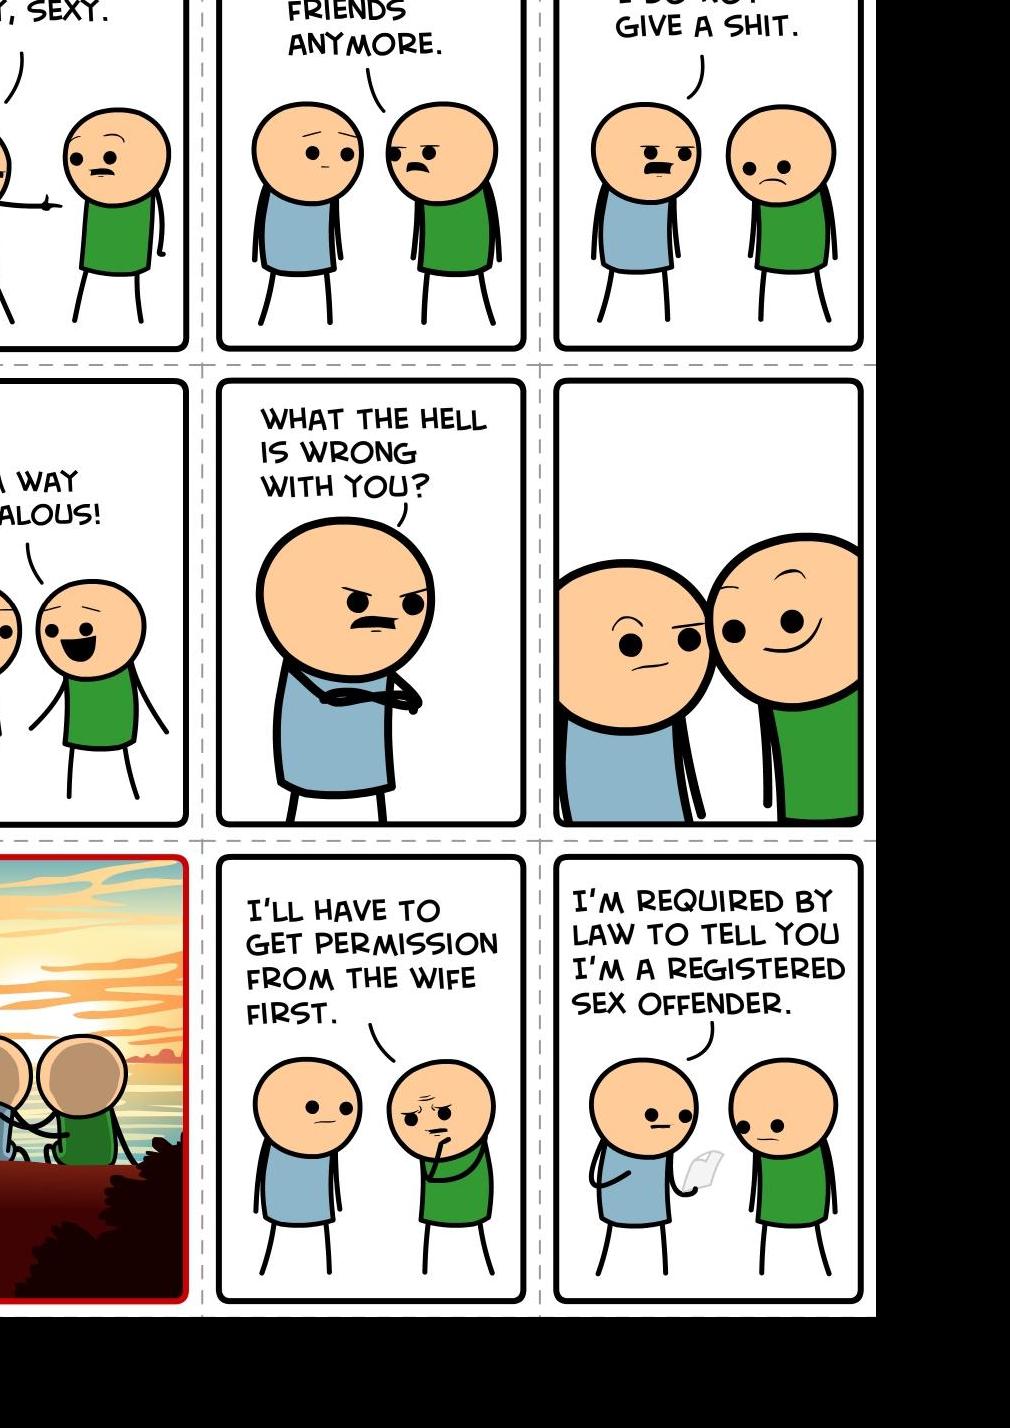 , SEXY.
FRIENDS
ANYMORE.
GIVE A SHIT.
WAY
ALOUS!
WHAT THE HELL
IS WRONG
WITH YOU?
I'LL HAVE TO
GET PERMISSION
FROM THE WIFE
FIRST.
I'M REQUIRED BY
LAW TO TELL YOU
I'M A REGISTERED
SEX OFFENDER.